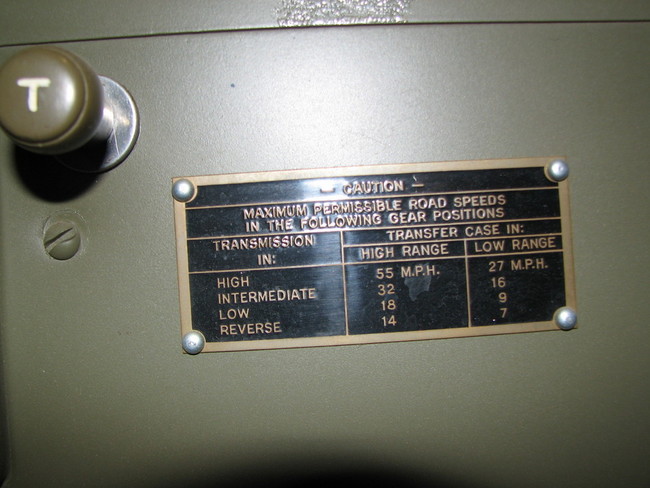 T
— CAUTION —
MAXIMUM PERMISSIBLE ROAD SPEEDS
IN THE FOLLOWING GEAR POSITIONS
TRANSMISSION IN: TRANSFER CASE IN:
HIGH RANGE LOW RANGE
HIGH 55 M.P.H. 27 M.P.H.
INTERMEDIATE 32 16
LOW 18 9
REVERSE 14 7